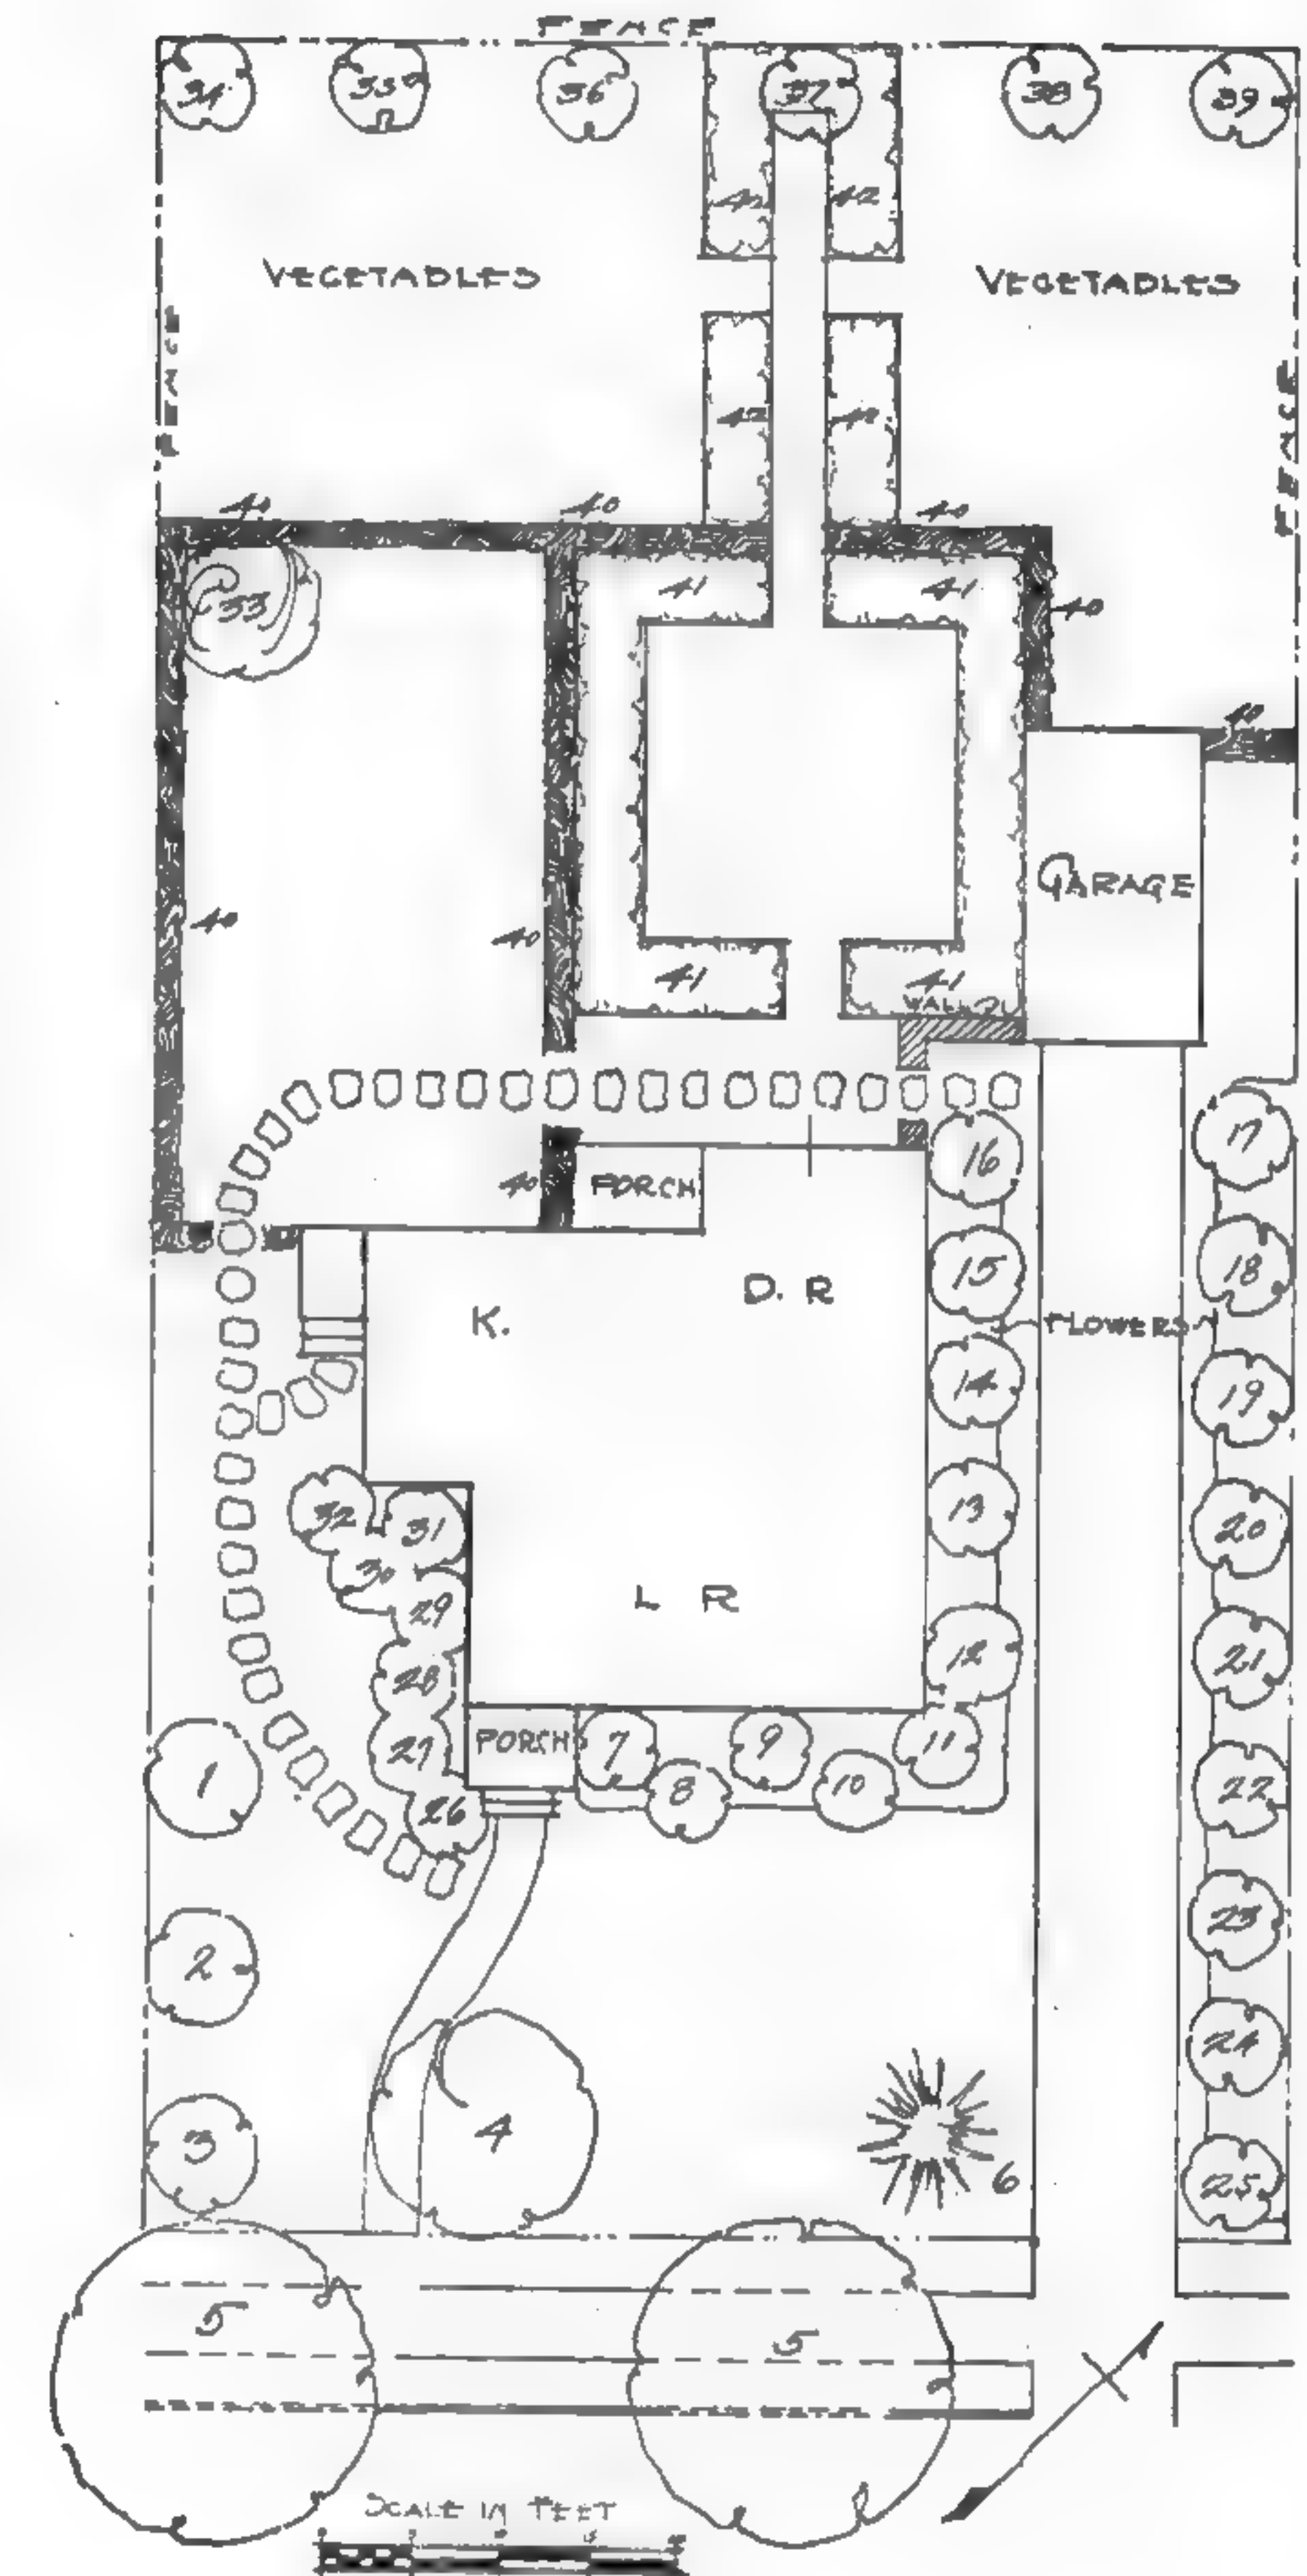 FENCE
34 35 36 37 38 39
42 42
VEGETABLES VEGETABLES
FENCE
FENCE
42 42
40 40 40
33 41 41 40
40
GARAGE
40 40
41 41
WALL
16 17
40 PORCH
15 18
D. R
K.
FLOWERS
14 19
32 31 13 20
30
29 L R
12 21
28
27 PORCH 7 9 11
1 8 10 22
26
2 23
24
4
3 6 25
5 5
SCALE IN FEET